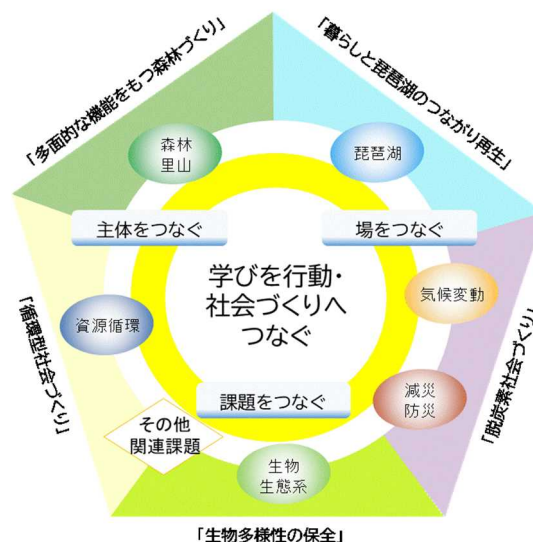 「多面的な機能をもつ森林づくり」
「暮らしと琵琶湖のつながり再生」
森林
里山
琵琶湖
主体をつなぐ
場をつなぐ
学びを行動・
社会づくりへ
つなぐ
気候変動
資源循環
「循環型社会づくり」
「脱炭素社会づくり」
減災
防災
課題をつなぐ
その他
関連課題
生物
生態系
「生物多様性の保全」